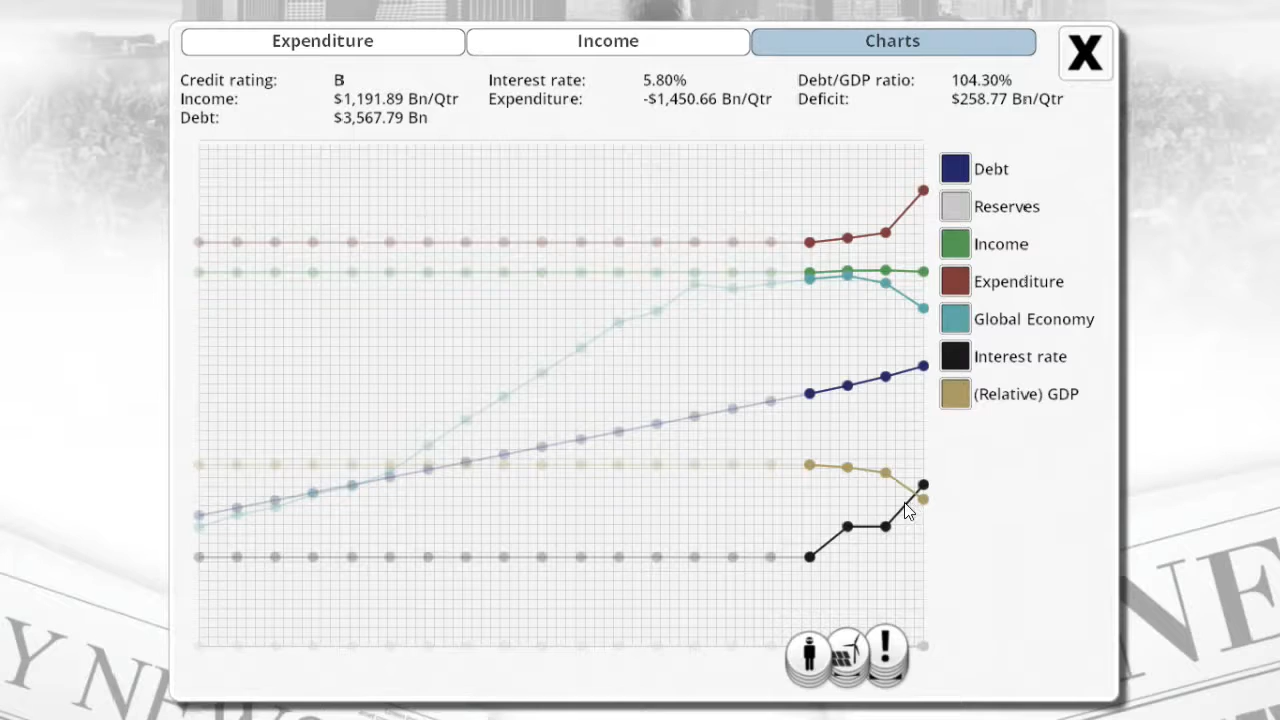 Expenditure Income Charts X
Credit rating: B Interest rate: 5.80% Debt/GDP ratio: 104.30%
Income: $1,191.89 Bn/Qtr Expenditure: -$1,450.66 Bn/Qtr Deficit: $258.77 Bn/Qtr
Debt: $3,567.79 Bn
Debt
Reserves
Income
Expenditure
Global Economy
Interest rate
(Relative) GDP
!
Y NEWS
NE